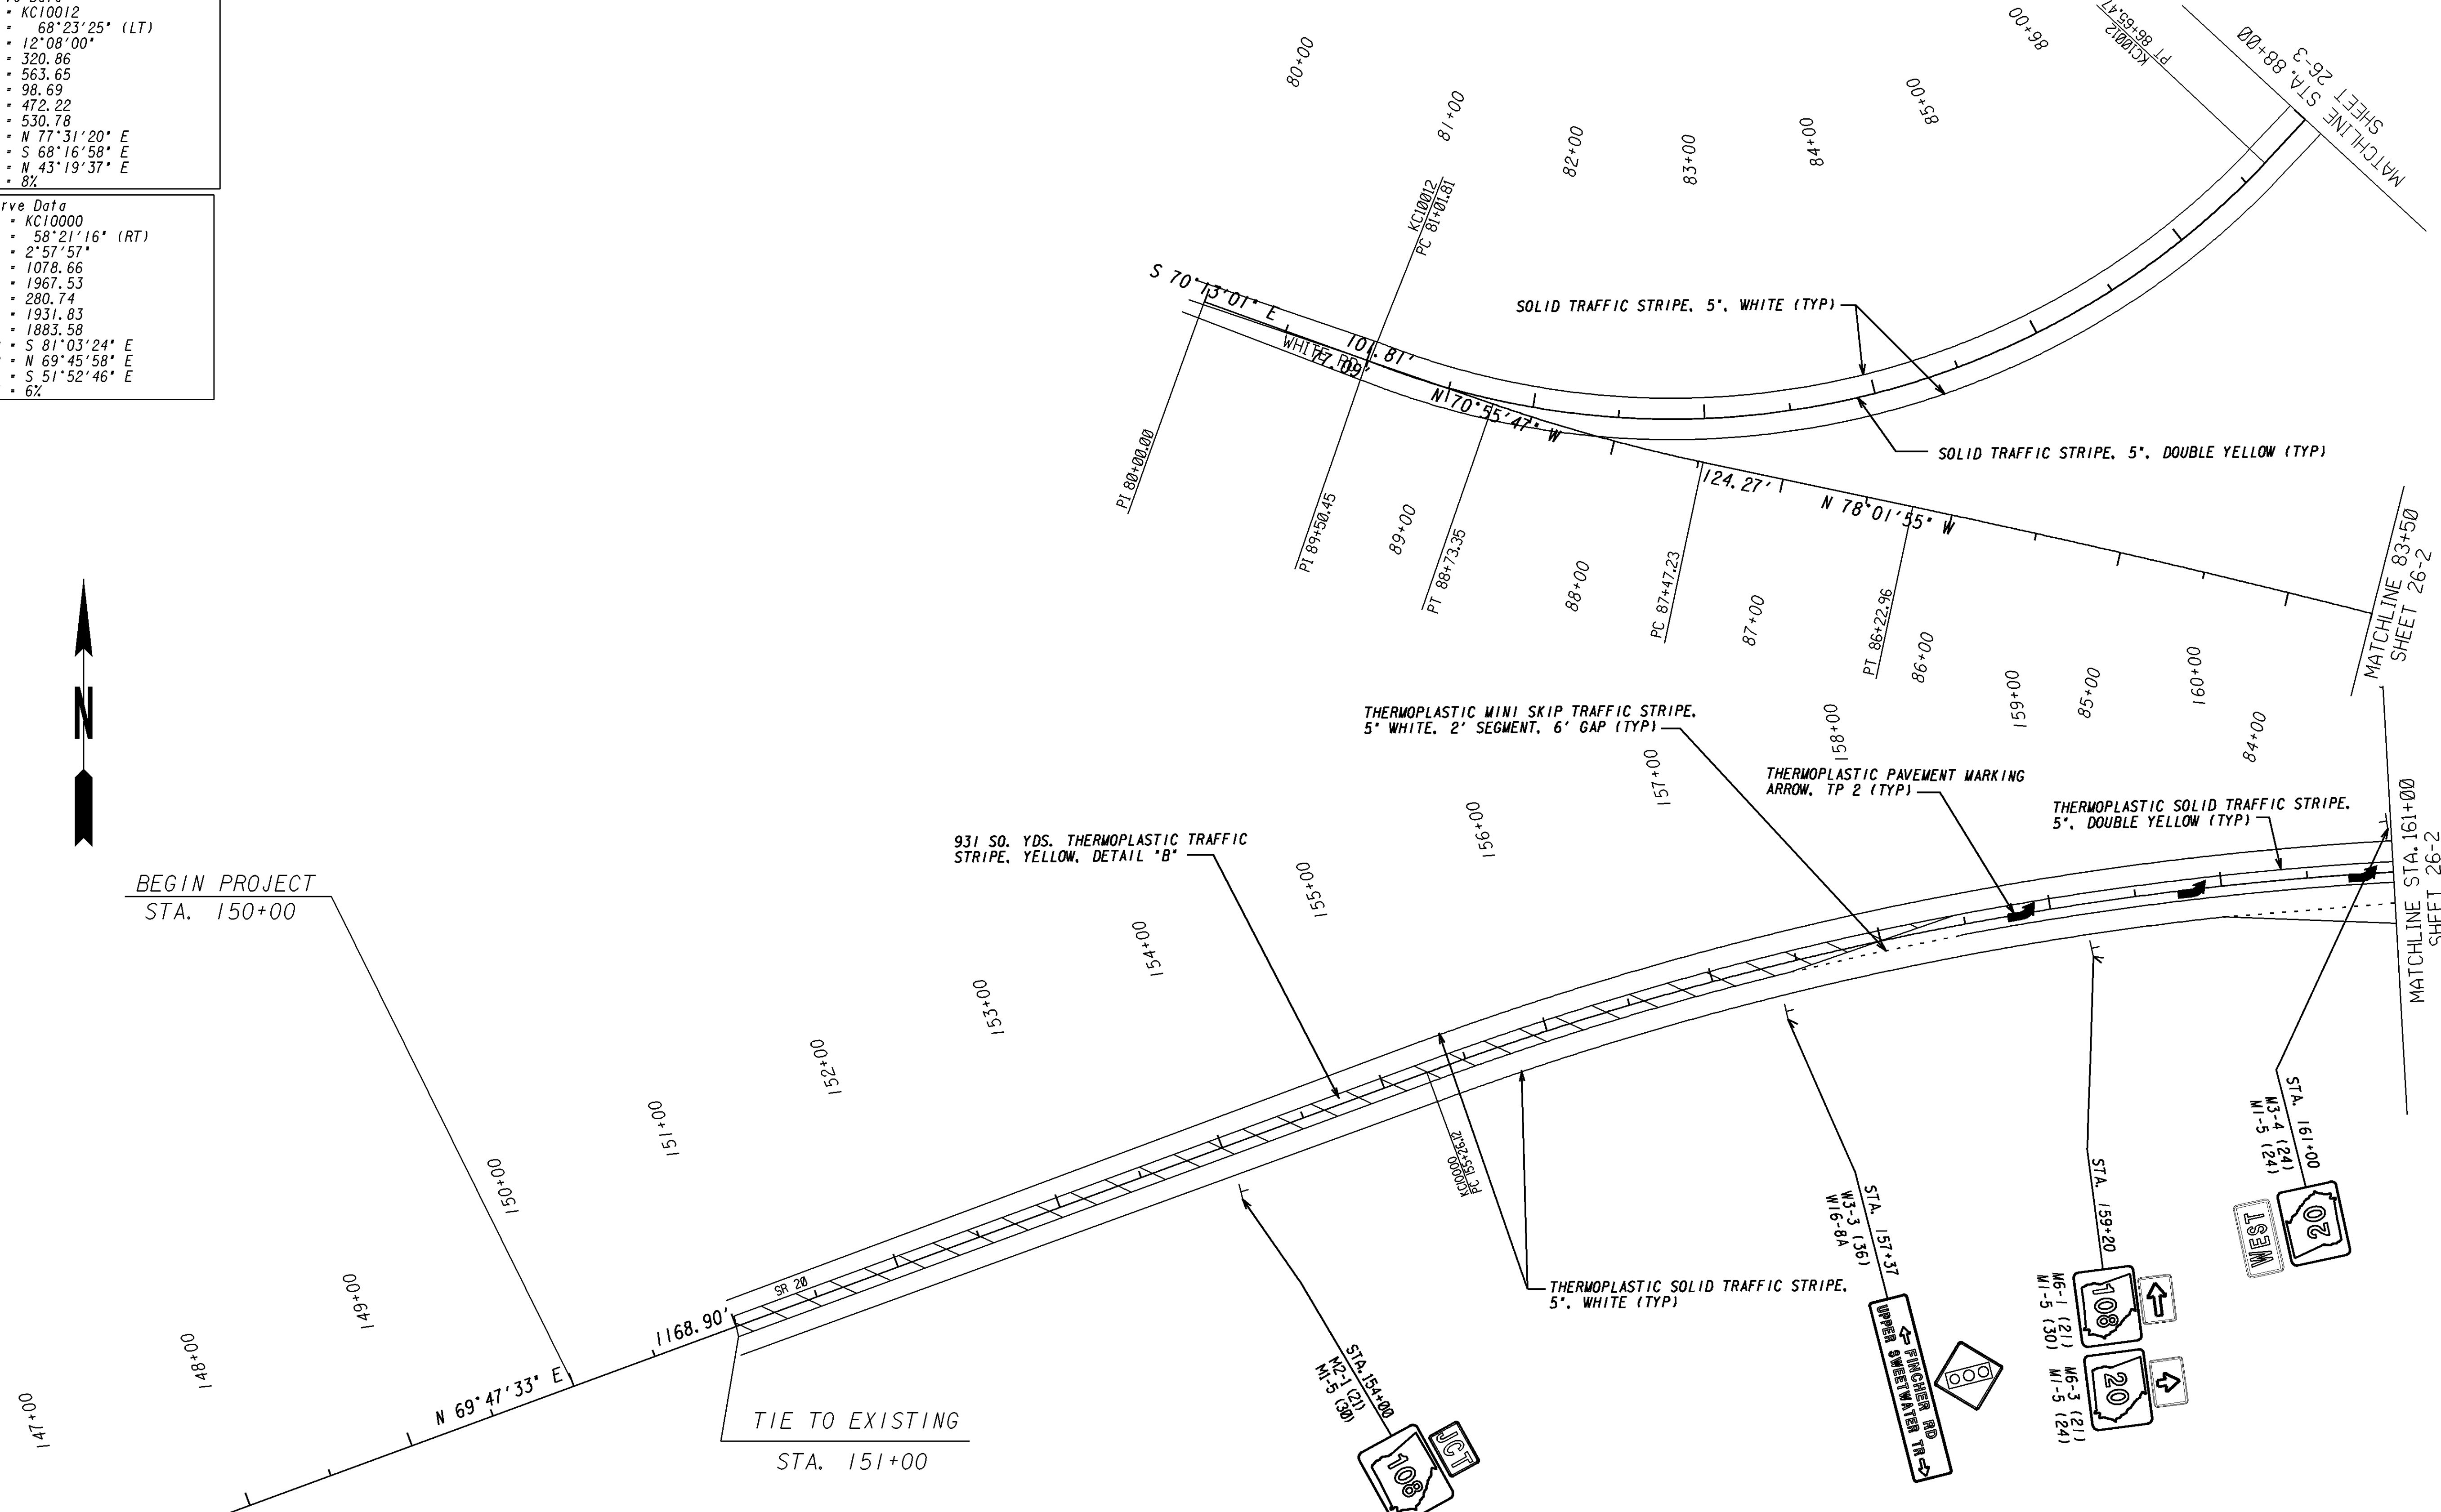 = KC10012
= 68°23'25" (LT)
= 12°08'00"
= 320.86
= 563.65
= 98.69
= 472.22
= 530.78
= N 77°31'20" E
= S 68°16'58" E
= N 43°19'37" E
= 8%
rve Data
= KC10000
= 58°21'16" (RT)
= 2°57'57"
= 1078.66
= 1967.53
= 280.74
= 1931.83
= 1883.58
= S 81°03'24" E
= N 69°45'58" E
= S 51°52'46" E
= 6%
80+00
81+00
82+00
83+00
84+00
85+00
86+00
KC10012
PT 86+65.47
MATCHLINE STA. 88+00
SHEET 26-3
KC10012
PC 81+01.81
S 70°13'01" E
101.81'
WHITE RD
77.09'
N 70°55'47" W
SOLID TRAFFIC STRIPE, 5", WHITE (TYP)
SOLID TRAFFIC STRIPE, 5", DOUBLE YELLOW (TYP)
124.27'
N 78°01'55" W
PI 80+00.00
PI 89+50.45
89+00
PT 88+73.35
88+00
PC 87+47.23
87+00
PT 86+22.96
86+00
85+00
84+00
MATCHLINE 83+50
SHEET 26-2
N
THERMOPLASTIC MINI SKIP TRAFFIC STRIPE,
5" WHITE, 2' SEGMENT, 6' GAP (TYP)
THERMOPLASTIC PAVEMENT MARKING
ARROW, TP 2 (TYP)
THERMOPLASTIC SOLID TRAFFIC STRIPE,
5", DOUBLE YELLOW (TYP)
931 SQ. YDS. THERMOPLASTIC TRAFFIC
STRIPE, YELLOW, DETAIL "B"
BEGIN PROJECT
STA. 150+00
147+00
148+00
149+00
150+00
151+00
152+00
153+00
154+00
155+00
156+00
157+00
158+00
159+00
160+00
MATCHLINE STA. 161+00
SHEET 26-2
N 69°47'33" E
1168.90'
SR 20
KC10000
PC 155+26.12
TIE TO EXISTING
STA. 151+00
THERMOPLASTIC SOLID TRAFFIC STRIPE,
5", WHITE (TYP)
STA. 154+00
M2-1 (21)
M1-5 (30)
JCT
108
STA. 157+37
W3-3 (36)
W16-8A
FINCHER RD
UPPER SWEETWATER TR
STA. 159+20
M6-1 (21)
M1-5 (30)
108
M6-3 (21)
M1-5 (24)
20
STA. 161+00
M3-4 (24)
M1-5 (24)
WEST
20